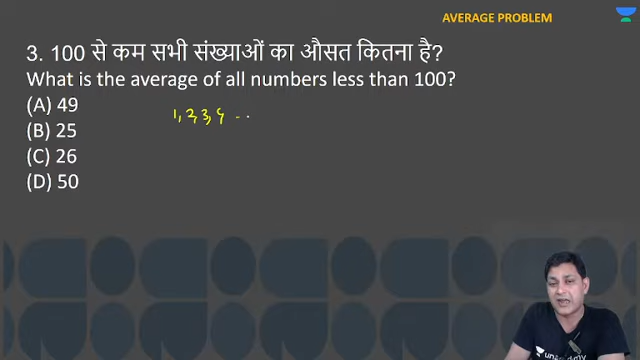 AVERAGE PROBLEM
3. 100 से कम सभी संख्याओं का औसत कितना है?
What is the average of all numbers less than 100?
(A) 49
1, 2, 3, 4 - -
(B) 25
(C) 26
(D) 50